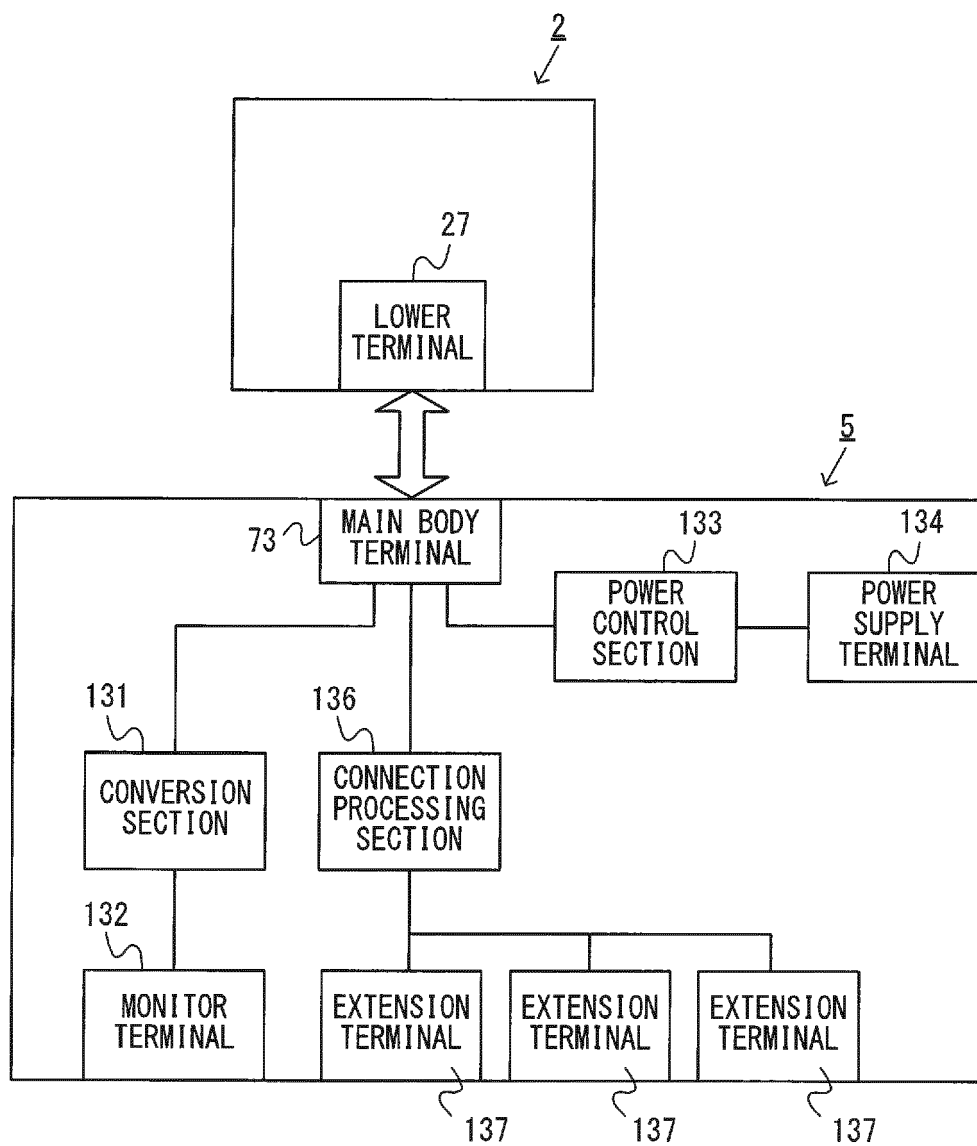 2
27
LOWER
TERMINAL
5
73
MAIN BODY
TERMINAL
133
134
POWER
CONTROL
SECTION
POWER
SUPPLY
TERMINAL
131
136
CONVERSION
SECTION
CONNECTION
PROCESSING
SECTION
132
MONITOR
TERMINAL
EXTENSION
TERMINAL
EXTENSION
TERMINAL
EXTENSION
TERMINAL
137
137
137